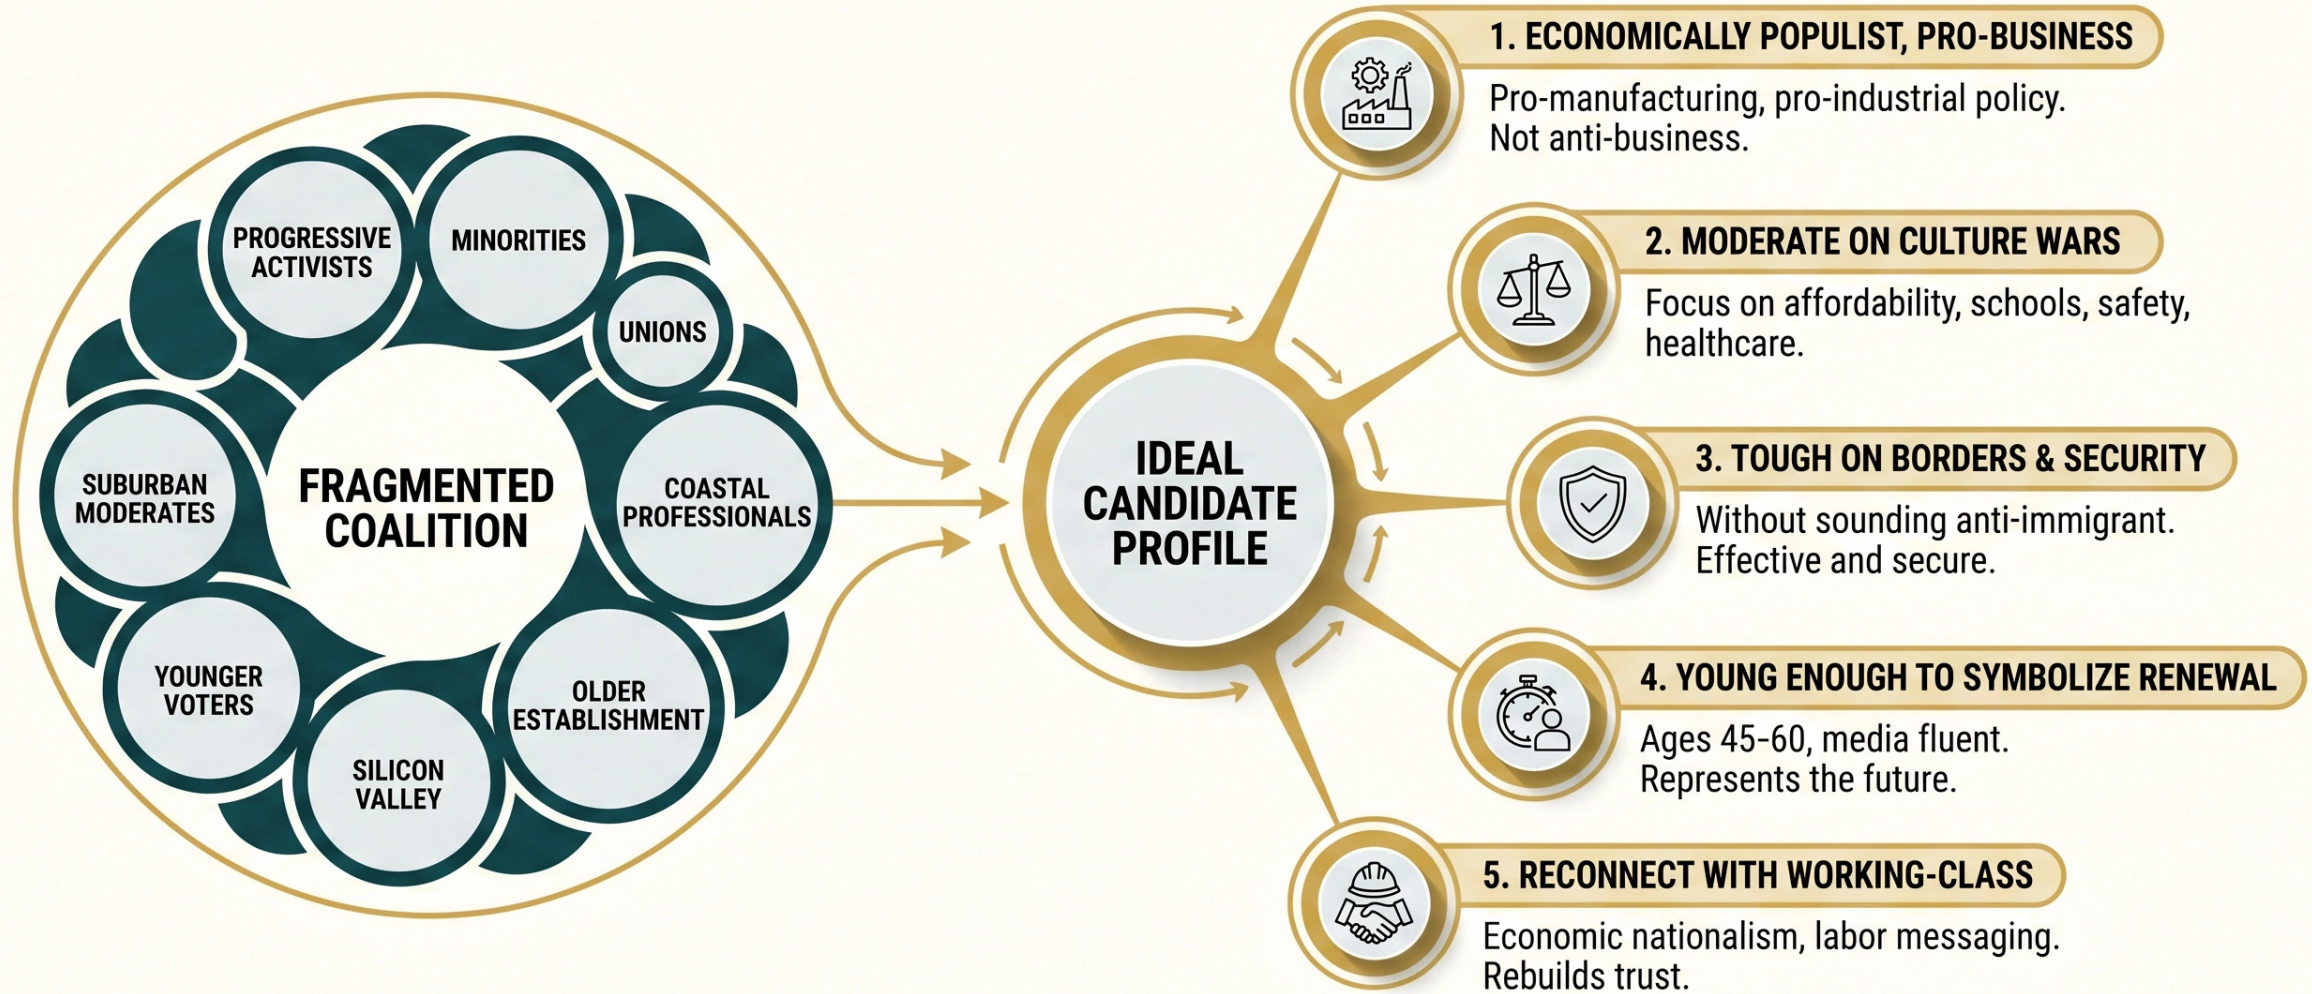 PROGRESSIVE
ACTIVISTS
MINORITIES
UNIONS
SUBURBAN
MODERATES
FRAGMENTED
COALITION
COASTAL
PROFESSIONALS
YOUNGER
VOTERS
SILICON
VALLEY
OLDER
ESTABLISHMENT
IDEAL
CANDIDATE
PROFILE
1. ECONOMICALLY POPULIST, PRO-BUSINESS
Pro-manufacturing, pro-industrial policy.
Not anti-business.
2. MODERATE ON CULTURE WARS
Focus on affordability, schools, safety,
healthcare.
3. TOUGH ON BORDERS & SECURITY
Without sounding anti-immigrant.
Effective and secure.
4. YOUNG ENOUGH TO SYMBOLIZE RENEWAL
Ages 45-60, media fluent.
Represents the future.
5. RECONNECT WITH WORKING-CLASS
Economic nationalism, labor messaging.
Rebuilds trust.